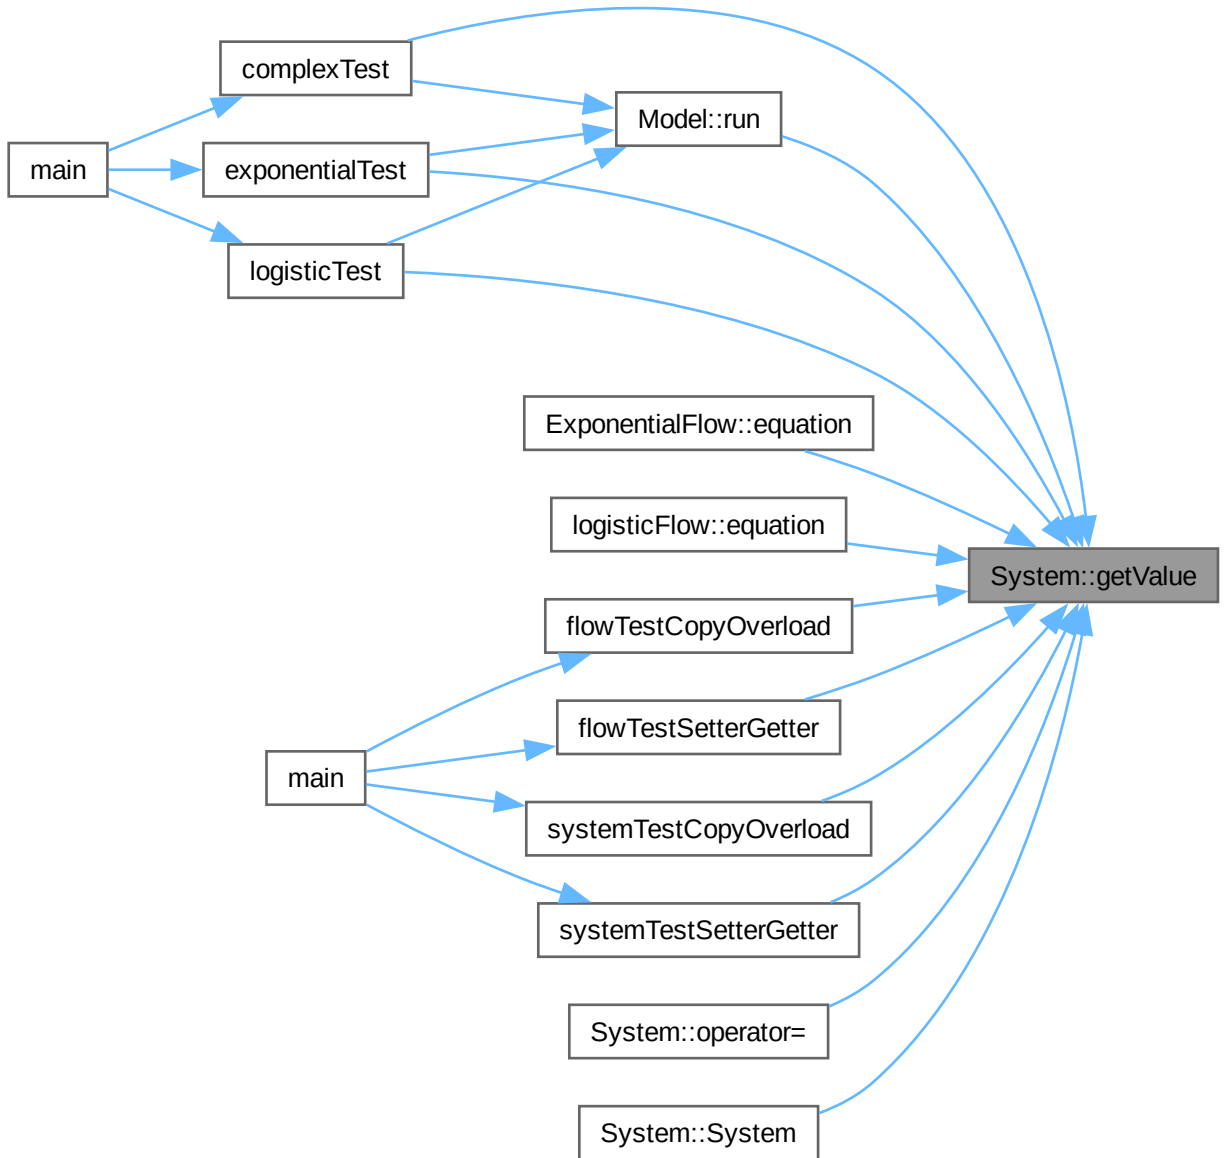 complexTest
Model::run
main
exponentialTest
logisticTest
ExponentialFlow::equation
logisticFlow::equation
System::getValue
flowTestCopyOverload
flowTestSetterGetter
main
systemTestCopyOverload
systemTestSetterGetter
System::operator=
System::System